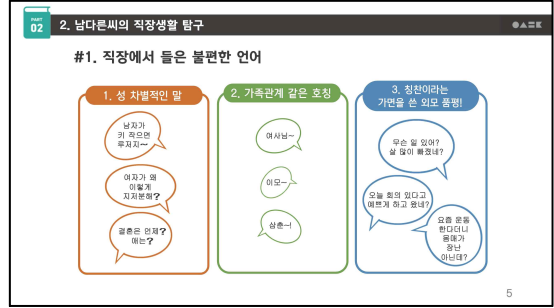 PART
02
2. 남다른씨의 직장생활 탐구
#1. 직장에서 들은 불편한 언어
1. 성 차별적인 말
남자가
키 작으면
루저지~
여자가 왜
이렇게
지저분해?
결혼은 언제?
애는?
2. 가족관계 같은 호칭
여사님~
이모~
삼촌~!
3. 칭찬이라는
가면을 쓴 외모 품평!
무슨 일 있어?
살 많이 빠졌네?
오늘 회의 있다고
예쁘게 하고 왔네?
요즘 운동
한다더니
몸매가
장난
아닌데?
5